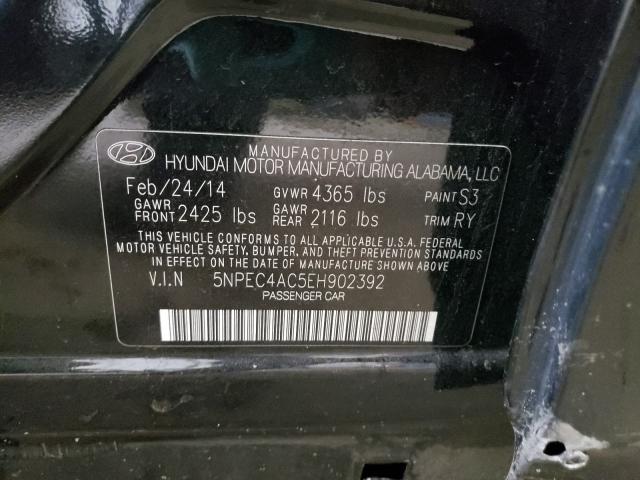 MANUFACTURED BY
HYUNDAI MOTOR MANUFACTURING ALABAMA, LLC
Feb/24/14 GVWR 4365 lbs PAINT S3
GAWR FRONT 2425 lbs GAWR REAR 2116 lbs TRIM RY
THIS VEHICLE CONFORMS TO ALL APPLICABLE U.S.A. FEDERAL
MOTOR VEHICLE SAFETY, BUMPER, AND THEFT PREVENTION STANDARDS
IN EFFECT ON THE DATE OF MANUFACTURE SHOWN ABOVE
V.I.N 5NPEC4AC5EH902392
PASSENGER CAR